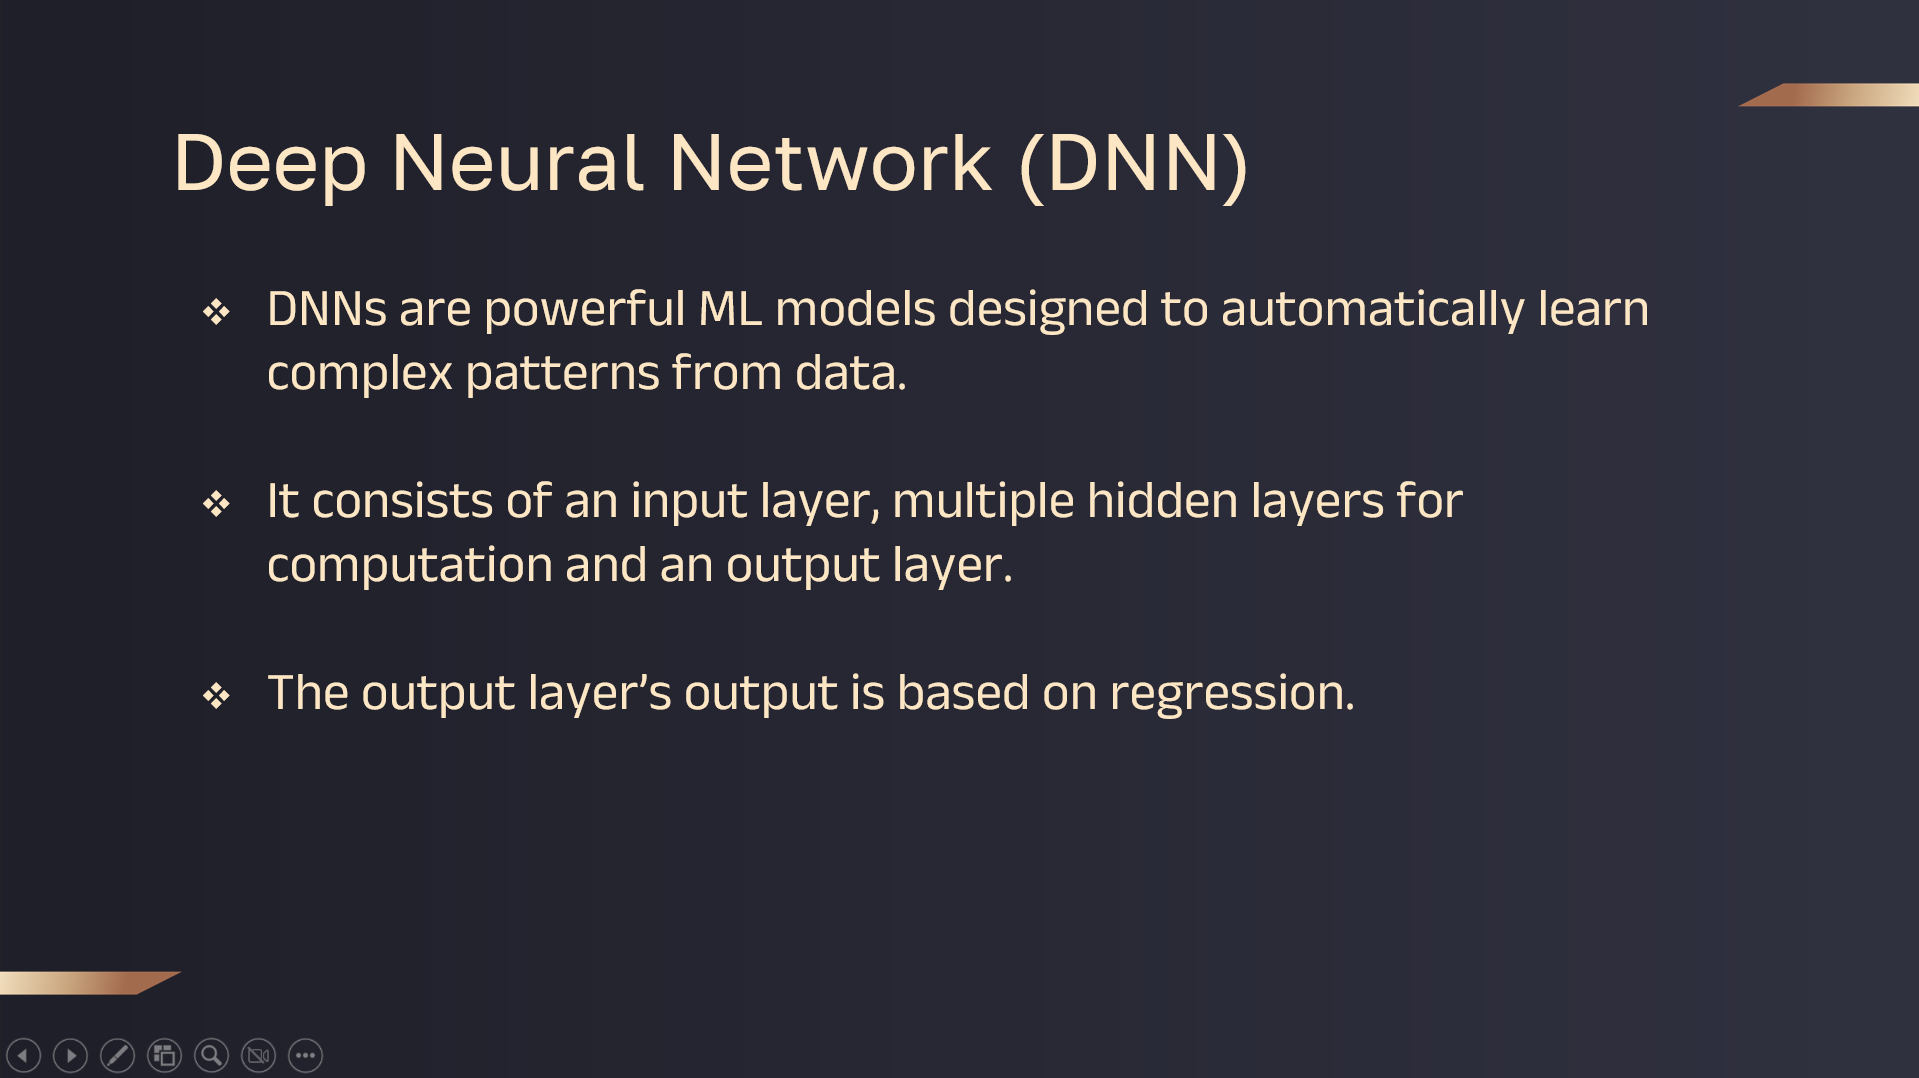 Deep Neural Network (DNN)
❖ DNNs are powerful ML models designed to automatically learn
complex patterns from data.
❖ It consists of an input layer, multiple hidden layers for
computation and an output layer.
❖ The output layer’s output is based on regression.